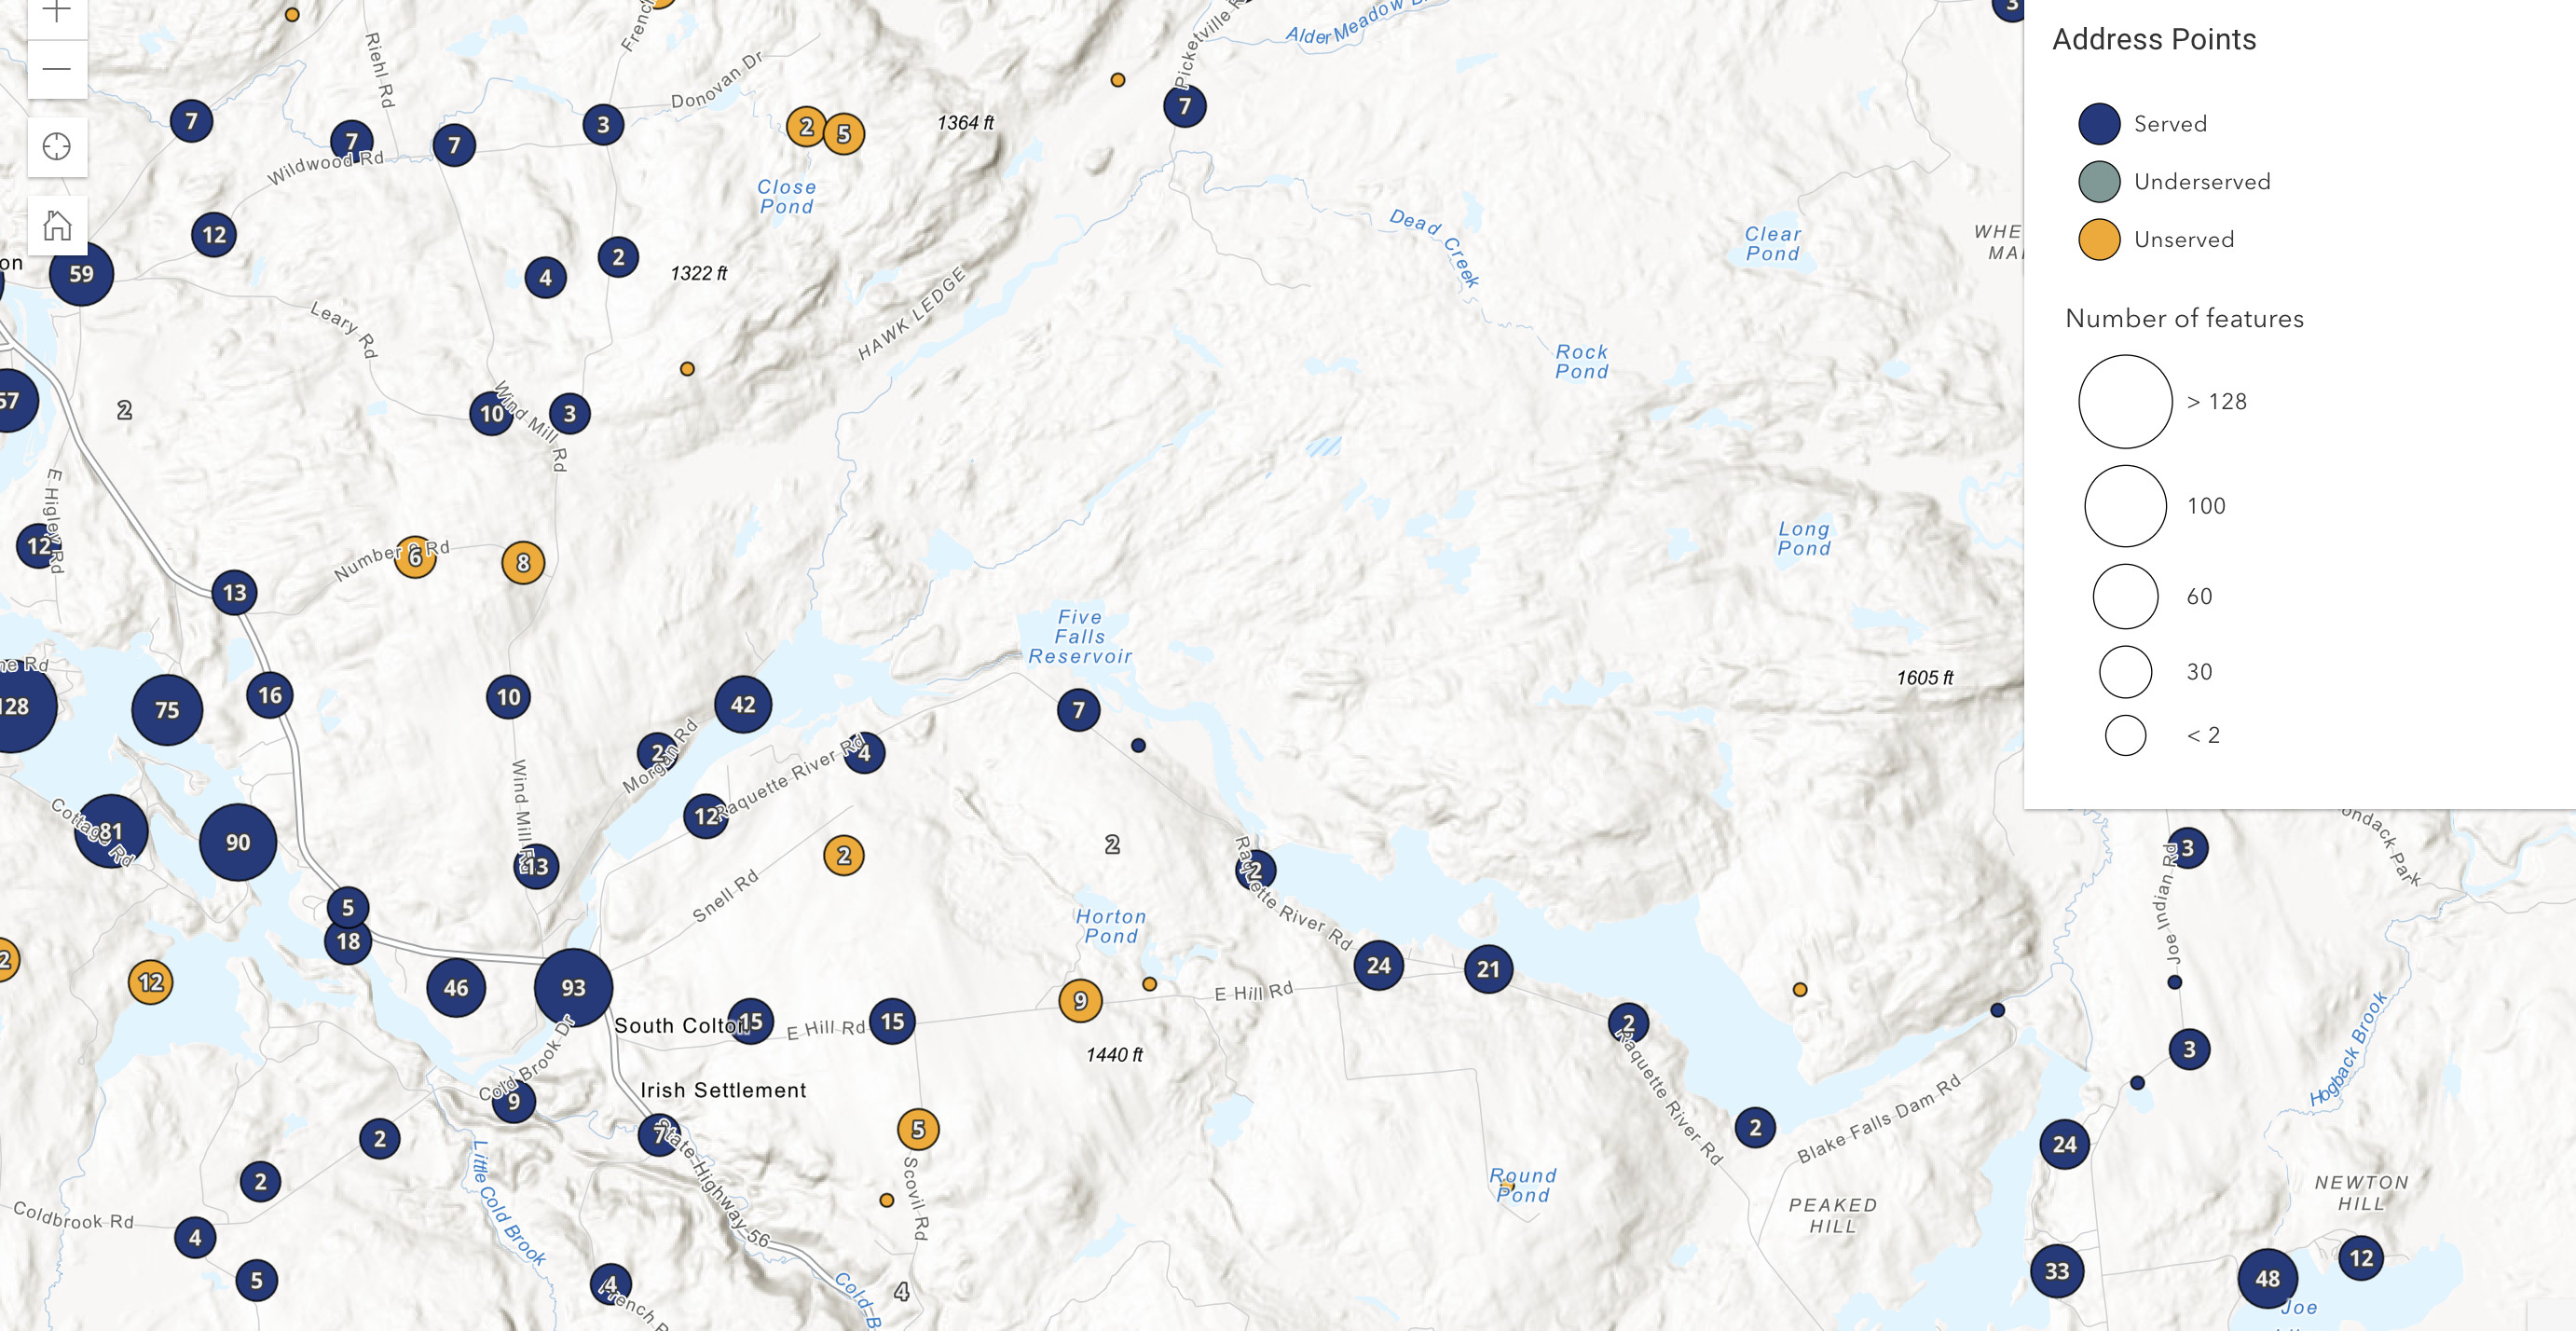 Address Points
Served
Underserved
Unserved
Number of features
> 128
100
60
30
< 2
Riehl Rd
Donovan Dr
Picketville
Alder Meadow
3
7
7
7
3
2
5
1364 ft
7
Wildwood Rd
Close
Pond
12
59
on
4
2
1322 ft
HAWK LEDGE
Dead Creek
Clear
Pond
Leary Rd
Rock
Pond
57
2
10
3
Wind Mill Rd
E Higley Rd
12
Number 8 Rd
6
8
13
Long
Pond
Five
Falls
Reservoir
1605 ft
ne Rd
128
75
16
10
42
7
2
Morgan Rd
4
Raquette River Rd
12
Wind Mill Rd
13
Cottage Rd
81
90
2
Snell Rd
2
2
Raquette River Rd
3
Joe Indian Rd
ondack Park
5
18
Horton
Pond
2
12
46
93
24
21
9
E Hill Rd
South Colton
15
E Hill Rd
15
2
1440 ft
3
Raquette River Rd
Hogback Brook
Cold Brook Dr
9
Irish Settlement
7
5
2
Blake Falls Dam Rd
24
2
2
Little Cold Brook
State Highway 56
Scovil Rd
Round
Pond
PEAKED
HILL
NEWTON
HILL
Coldbrook Rd
4
5
4
4
33
48
12
Joe